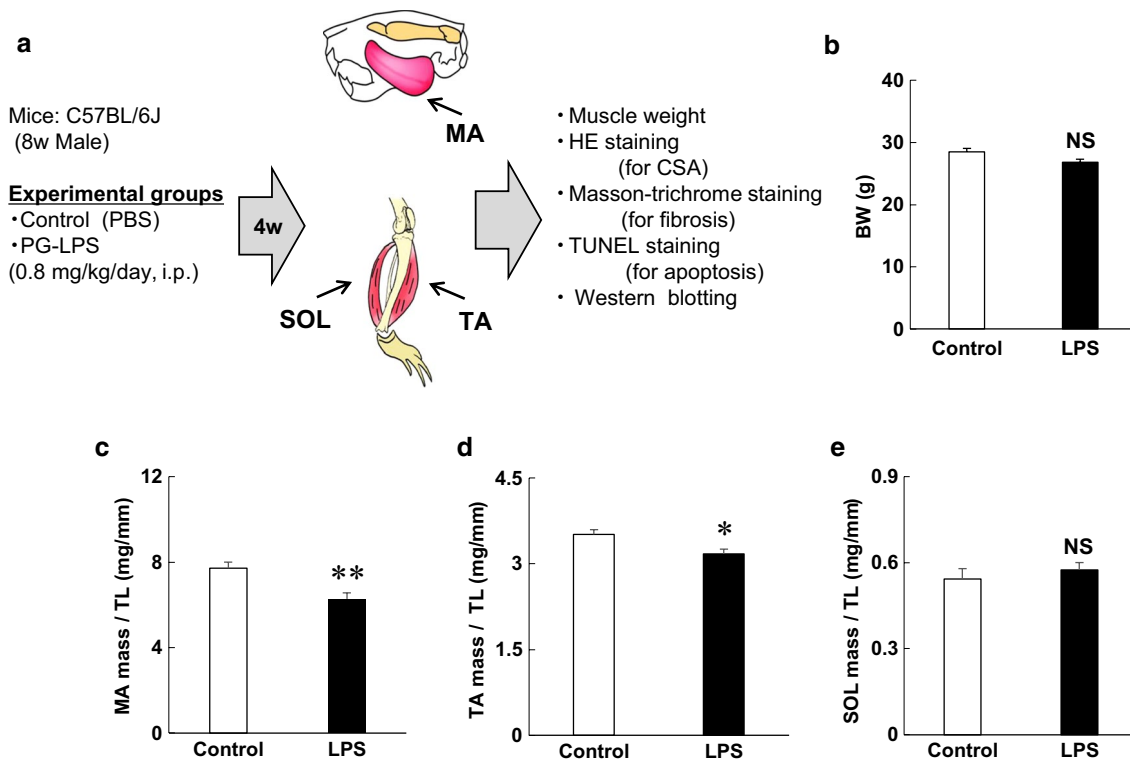 a
Mice: C57BL/6J
(8w Male)
Experimental groups
・Control (PBS)
・PG-LPS
(0.8 mg/kg/day, i.p.)
4w
MA
SOL
TA
・Muscle weight
・HE staining
(for CSA)
・Masson-trichrome staining
(for fibrosis)
・TUNEL staining
(for apoptosis)
・ Western blotting
b
BW (g)
40
30
20
10
0
NS
Control
LPS
c
MA mass / TL (mg/mm)
12
8
4
0
**
Control
LPS
d
TA mass / TL (mg/mm)
4.5
3
1.5
0
*
Control
LPS
e
SOL mass / TL (mg/mm)
0.9
0.6
0.3
0
NS
Control
LPS